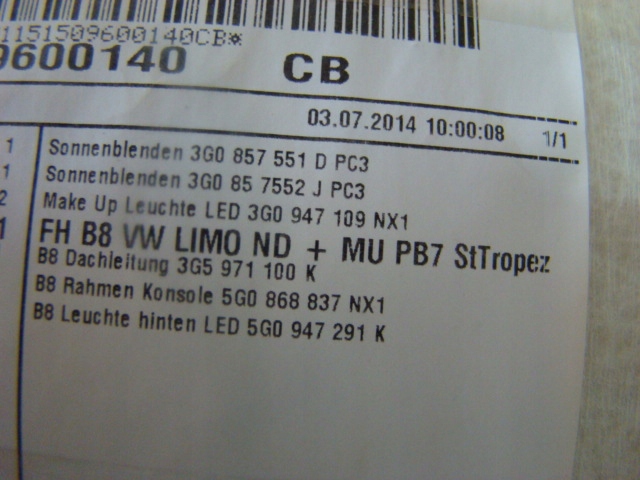 1151509600140CB*
9600140 CB
03.07.2014 10:00:08 1/1
1 Sonnenblenden 3G0 857 551 D PC3
1 Sonnenblenden 3G0 85 7552 J PC3
2 Make Up Leuchte LED 3G0 947 109 NX1
1 FH B8 VW LIMO ND + MU PB7 StTropez
B8 Dachleitung 3G5 971 100 K
B8 Rahmen Konsole 5G0 868 837 NX1
B8 Leuchte hinten LED 5G0 947 291 K